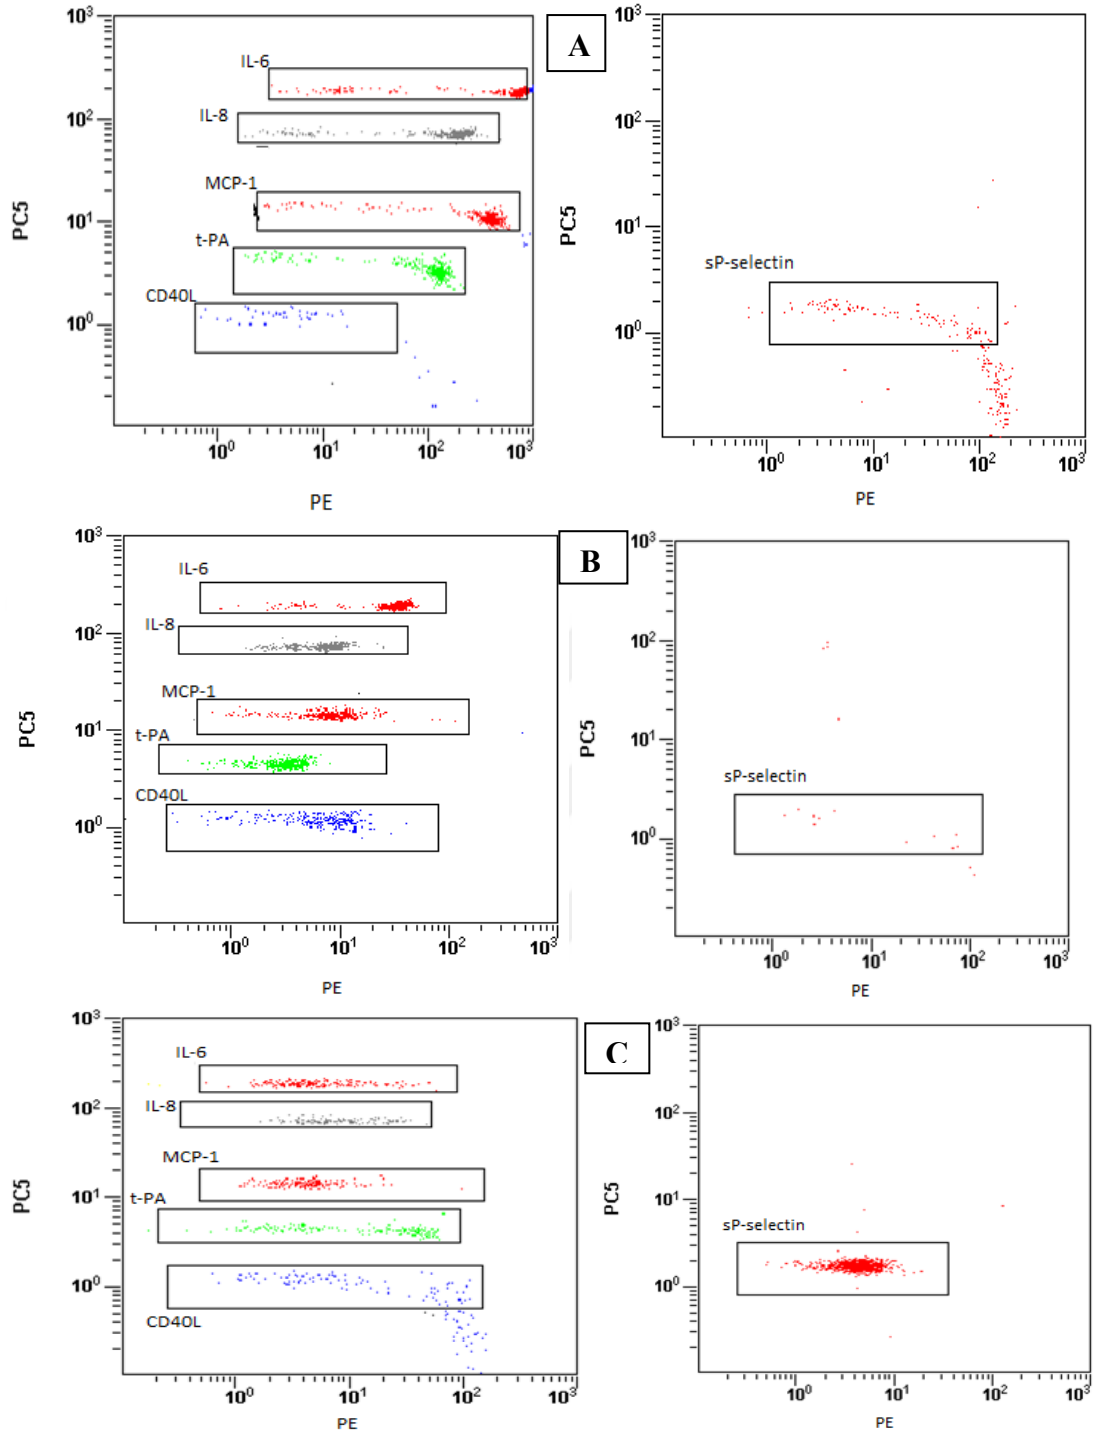 A
10³
10²
10¹
10⁰
PC5
IL-6
IL-8
MCP-1
t-PA
CD40L
10⁰ 10¹ 10² 10³
PE
10³
10²
10¹
10⁰
PC5
sP-selectin
10⁰ 10¹ 10² 10³
PE
B
10³
10²
10¹
10⁰
PC5
IL-6
IL-8
MCP-1
t-PA
CD40L
10⁰ 10¹ 10² 10³
PE
10³
10²
10¹
10⁰
PC5
sP-selectin
10⁰ 10¹ 10² 10³
PE
C
10³
10²
10¹
10⁰
PC5
IL-6
IL-8
MCP-1
t-PA
CD40L
10⁰ 10¹ 10² 10³
PE
10³
10²
10¹
10⁰
PC5
sP-selectin
10⁰ 10¹ 10² 10³
PE